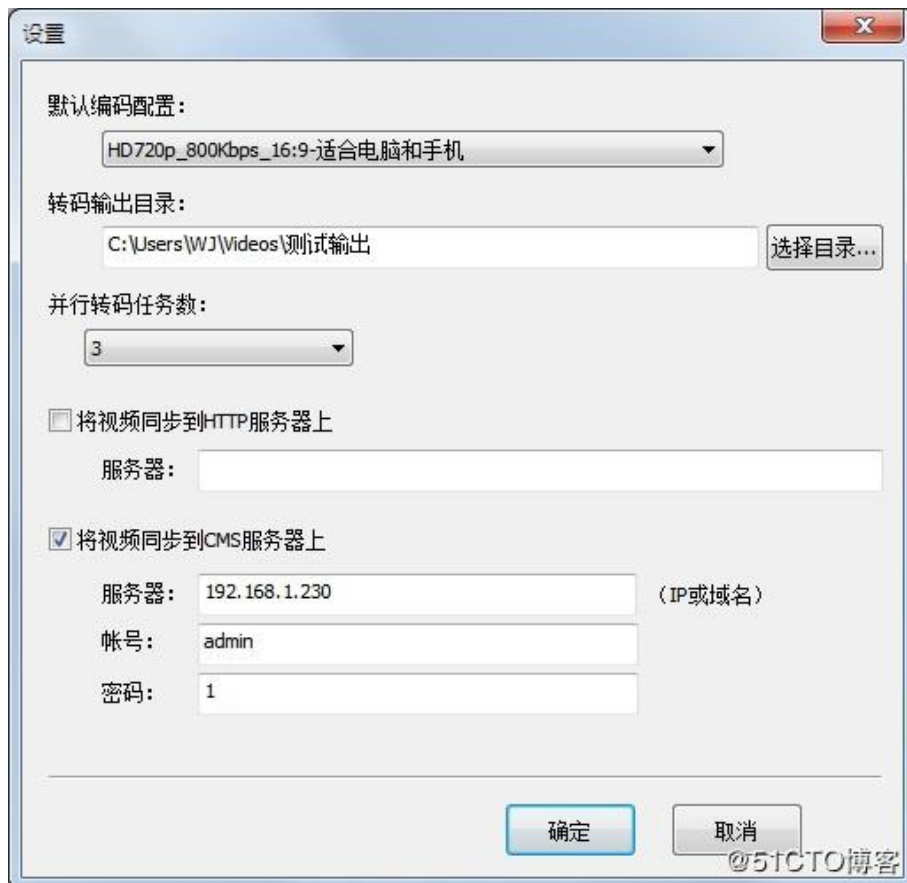 设置
默认编码配置:
HD720p_800Kbps_16:9-适合电脑和手机
转码输出目录:
C:\Users\WJ\Videos\测试输出
选择目录...
并行转码任务数:
3
将视频同步到HTTP服务器上
服务器:
将视频同步到CMS服务器上
服务器: 192.168.1.230 (IP或域名)
帐号: admin
密码: 1
确定 取消
@51CTO博客